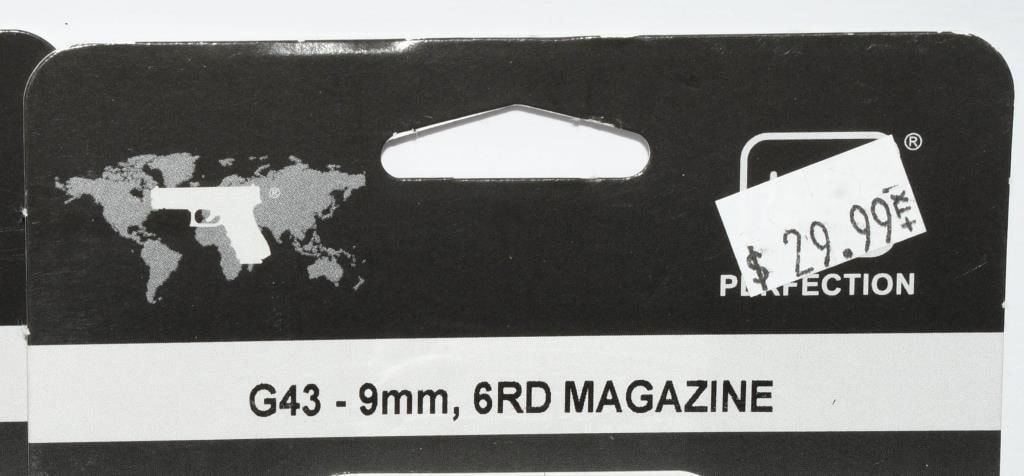 ®
®
$ 29.99
PERFECTION
G43 - 9mm, 6RD MAGAZINE